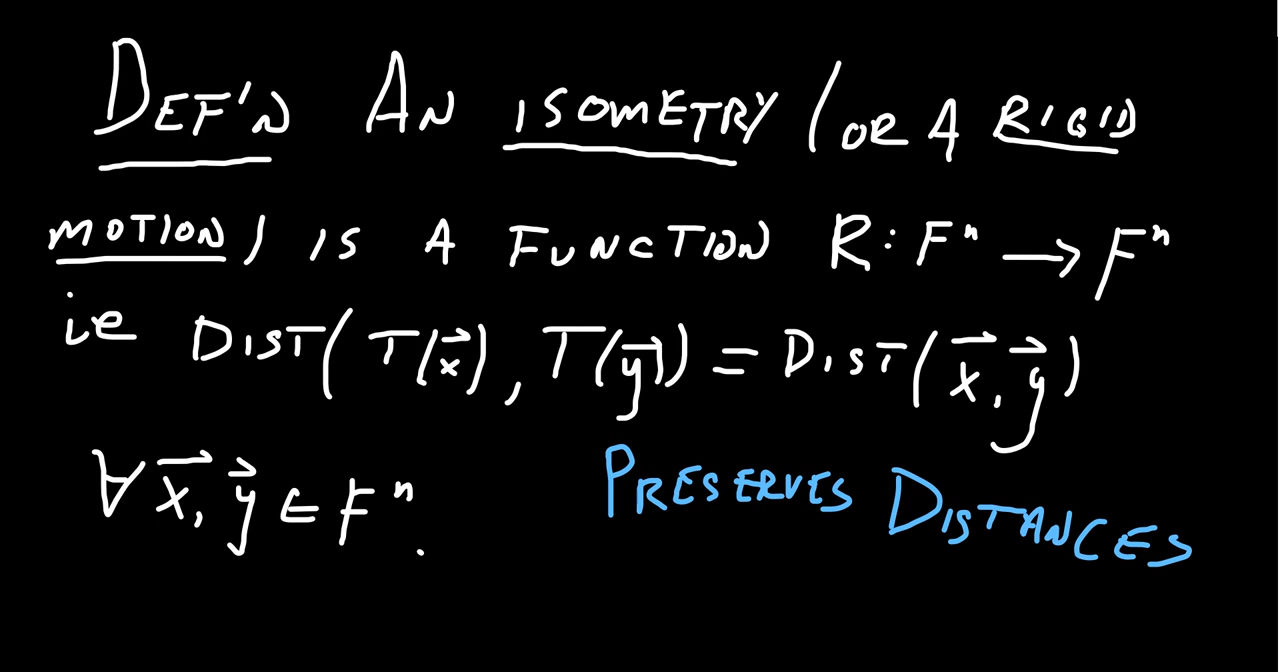 DEF'N AN ISOMETRY (OR A RIGID
MOTION) IS A FUNCTION R: Fⁿ → Fⁿ
ie DIST(T(x⃗), T(y⃗)) = DIST(x⃗, y⃗)
∀ x⃗, y⃗ ∈ Fⁿ.
PRESERVES DISTANCES